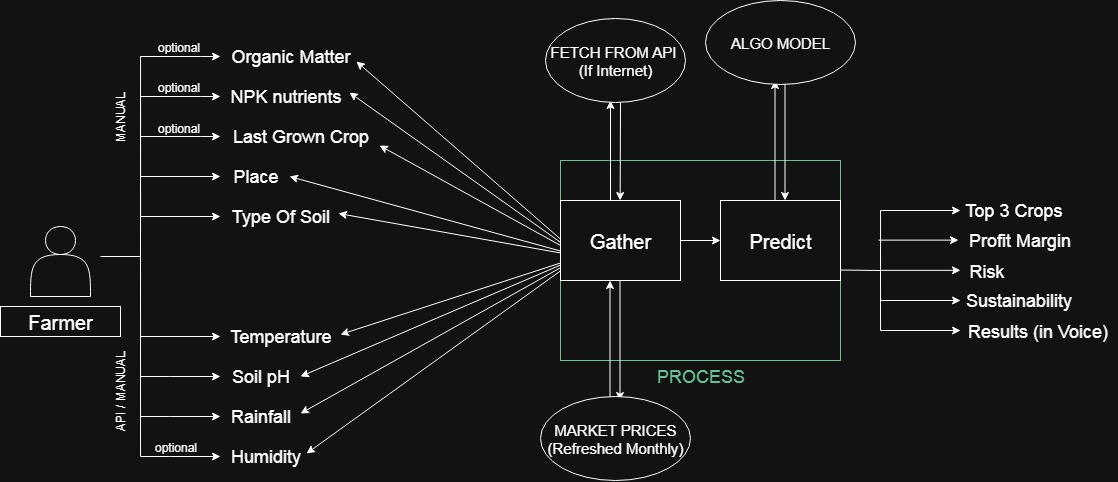 FETCH FROM API
(If Internet)
ALGO MODEL
MANUAL
optional
Organic Matter
optional
NPK nutrients
optional
Last Grown Crop
Place
Type Of Soil
Farmer
API / MANUAL
Temperature
Soil pH
Rainfall
optional
Humidity
Gather
Predict
PROCESS
MARKET PRICES
(Refreshed Monthly)
Top 3 Crops
Profit Margin
Risk
Sustainability
Results (in Voice)